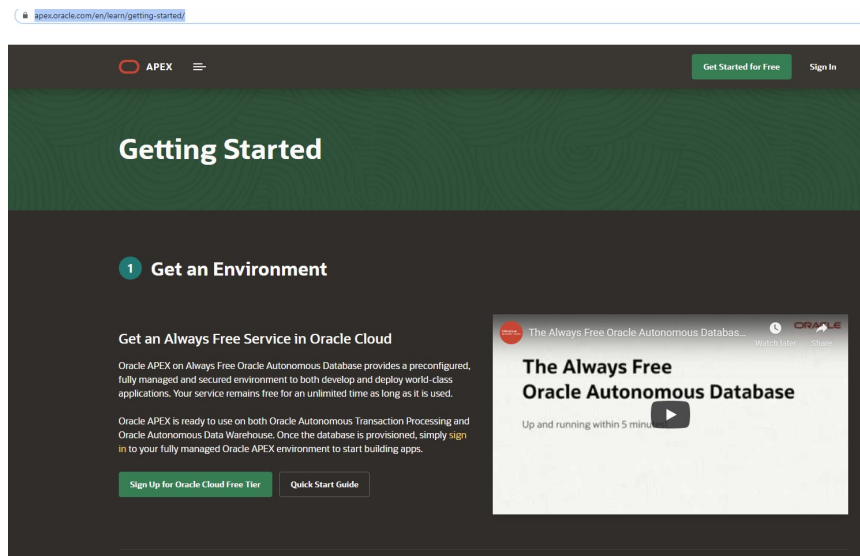 apex.oracle.com/en/learn/getting-started/
APEX
Get Started for Free
Sign In
Getting Started
1 Get an Environment
Get an Always Free Service in Oracle Cloud
Oracle APEX on Always Free Oracle Autonomous Database provides a preconfigured,
fully managed and secured environment to both develop and deploy world-class
applications. Your service remains free for an unlimited time as long as it is used.
Oracle APEX is ready to use on both Oracle Autonomous Transaction Processing and
Oracle Autonomous Data Warehouse. Once the database is provisioned, simply sign
in to your fully managed Oracle APEX environment to start building apps.
Sign Up for Oracle Cloud Free Tier
Quick Start Guide
The Always Free Oracle Autonomous Databas...
Watch later
Share
ORACLE
The Always Free
Oracle Autonomous Database
Up and running within 5 minutes